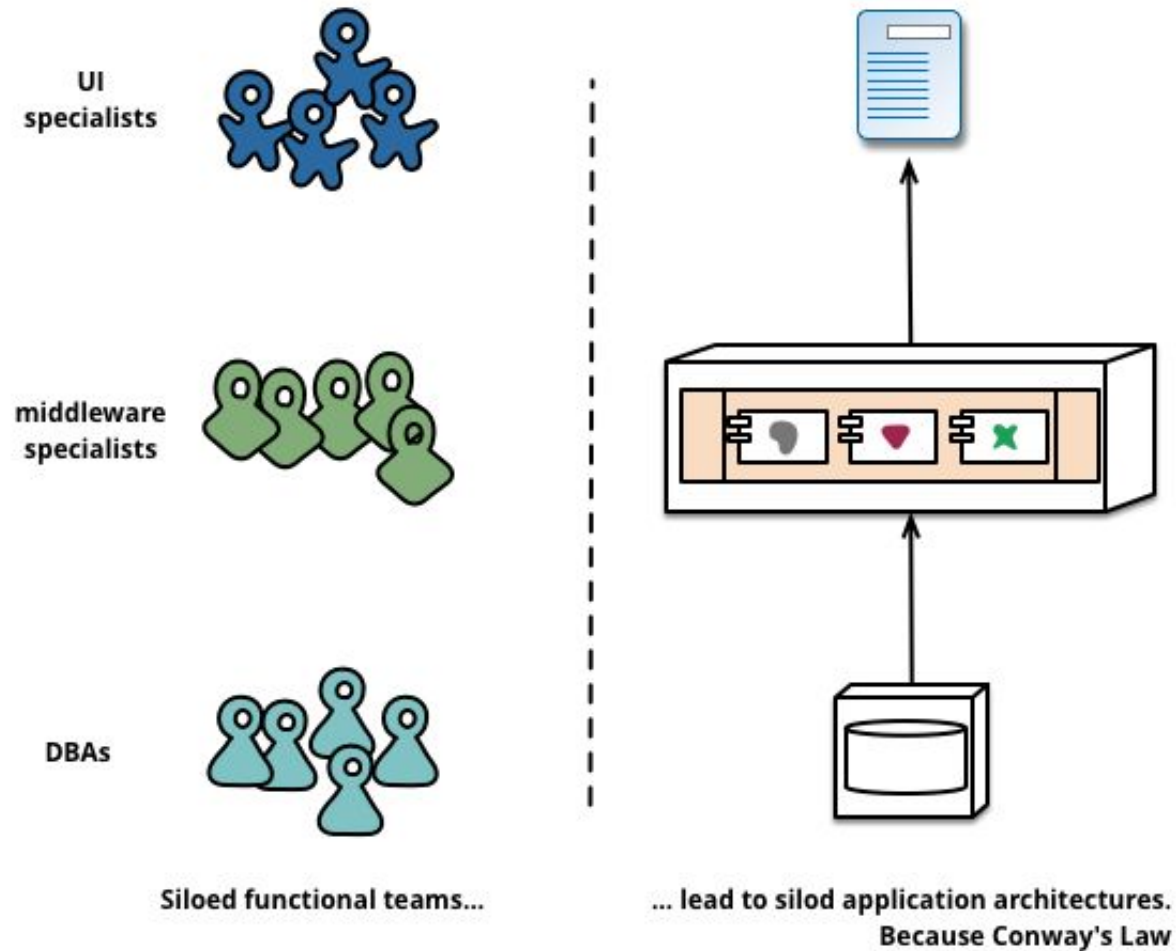 UI
specialists
middleware
specialists
DBAs
Siloed functional teams...
... lead to silod application architectures.
Because Conway's Law